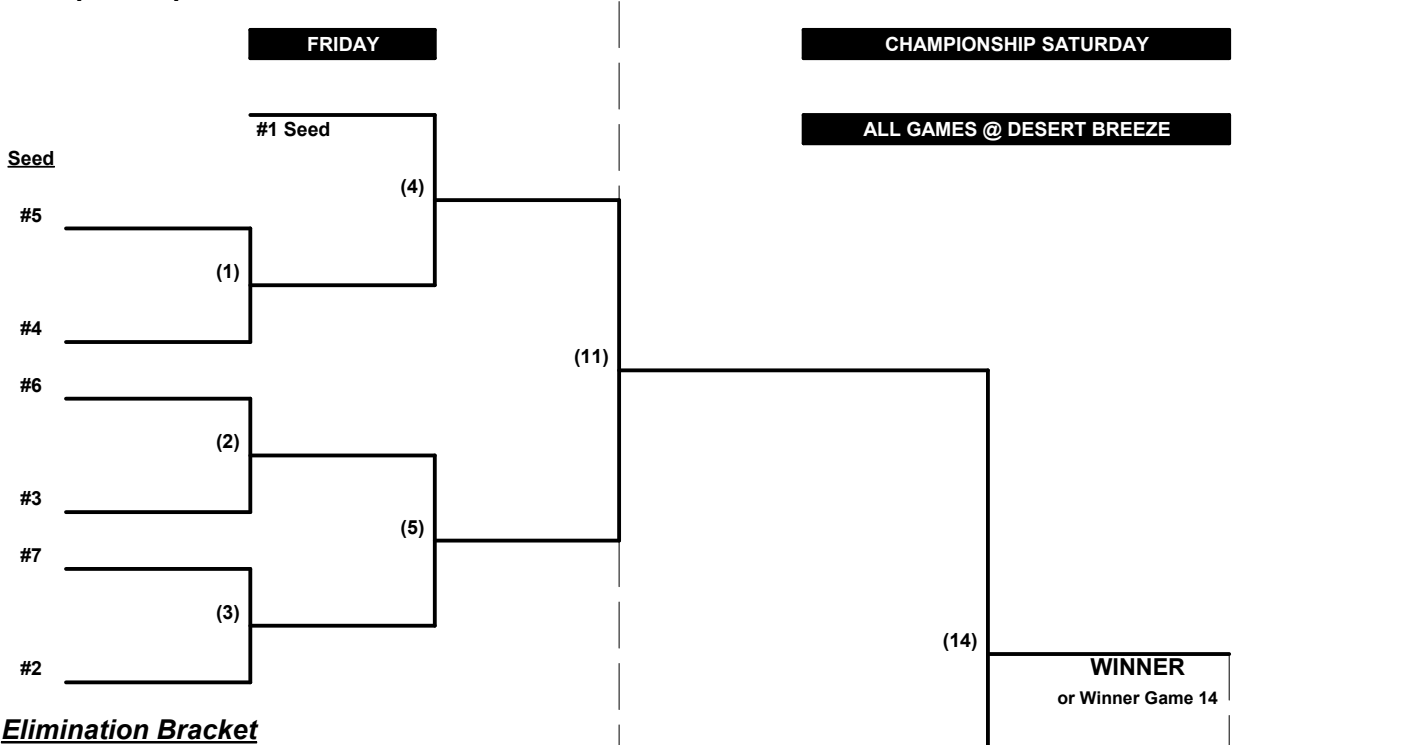 FRIDAY
CHAMPIONSHIP SATURDAY
#1 Seed
ALL GAMES @ DESERT BREEZE
Seed
(4)
#5
(1)
#4
(11)
#6
(2)
#3
(5)
#7
(3)
(14)
#2
WINNER
or Winner Game 14
Elimination Bracket